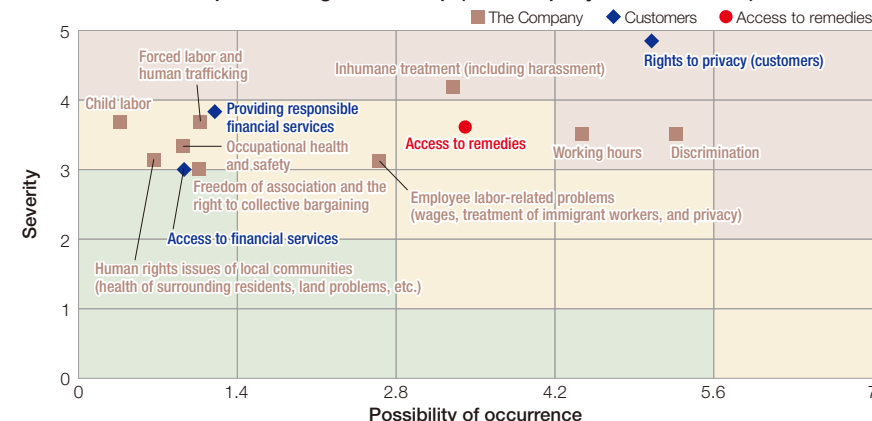 The Company Customers Access to remedies
5
Forced labor and
human trafficking
Inhumane treatment (including harassment)
Rights to privacy (customers)
4
Child labor
Providing responsible
financial services
Access to remedies
Occupational health
and safety
Working hours
Discrimination
3
Freedom of association and the
right to collective bargaining
Employee labor-related problems
(wages, treatment of immigrant workers, and privacy)
Severity
2
Access to financial services
Human rights issues of local communities
(health of surrounding residents, land problems, etc.)
1
0
0 1.4 2.8 4.2 5.6 7
Possibility of occurrence